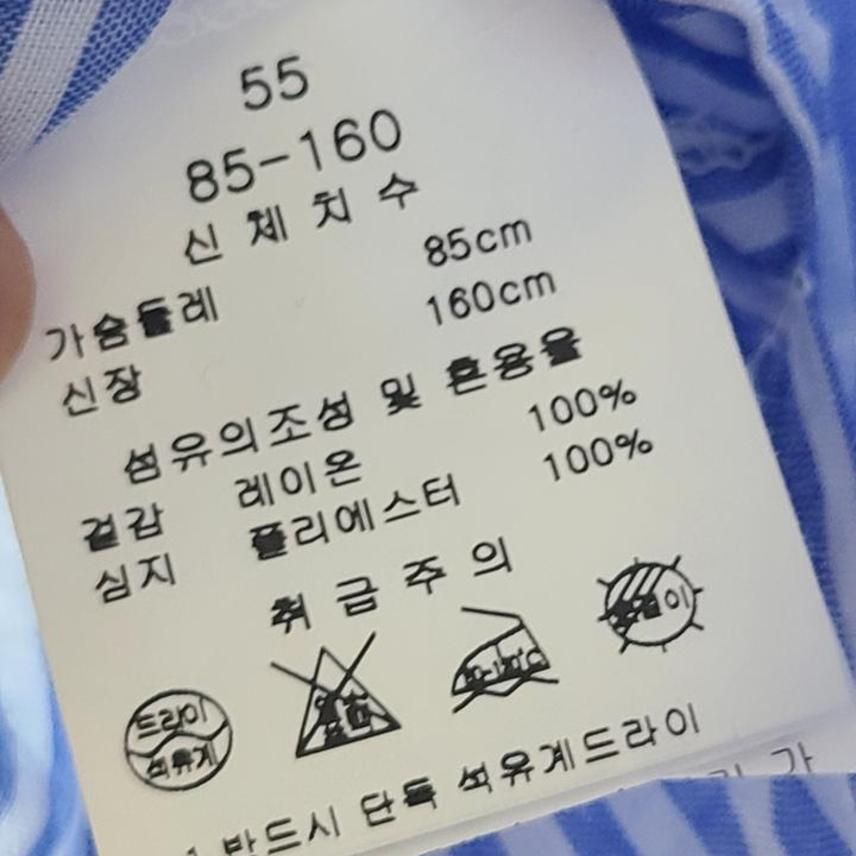 55
85-160
신체치수
가슴둘레 85cm
신장 160cm
섬유의조성 및 혼용율
겉감 레이온 100%
심지 폴리에스터 100%
취급주의
드라이
석유계
옷걸이
반드시 단독 석유계드라이